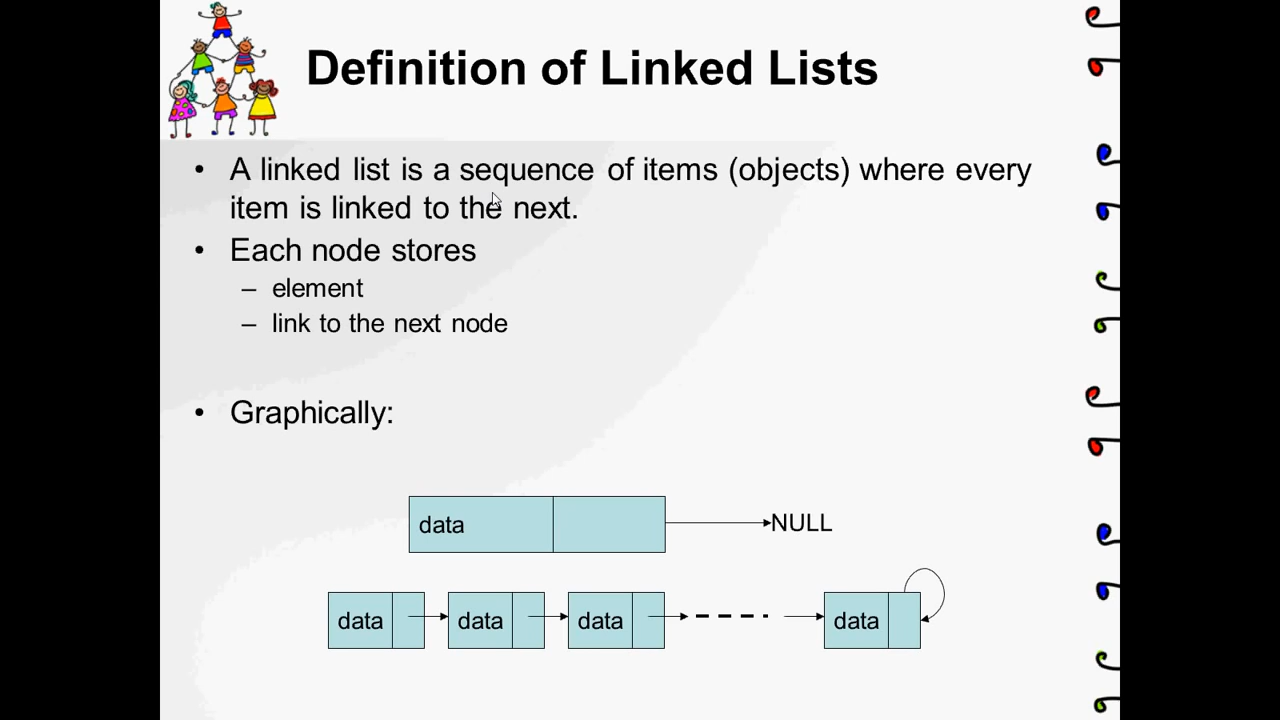 Definition of Linked Lists
• A linked list is a sequence of items (objects) where every
item is linked to the next.
• Each node stores
– element
– link to the next node
• Graphically:
data NULL
data data data data